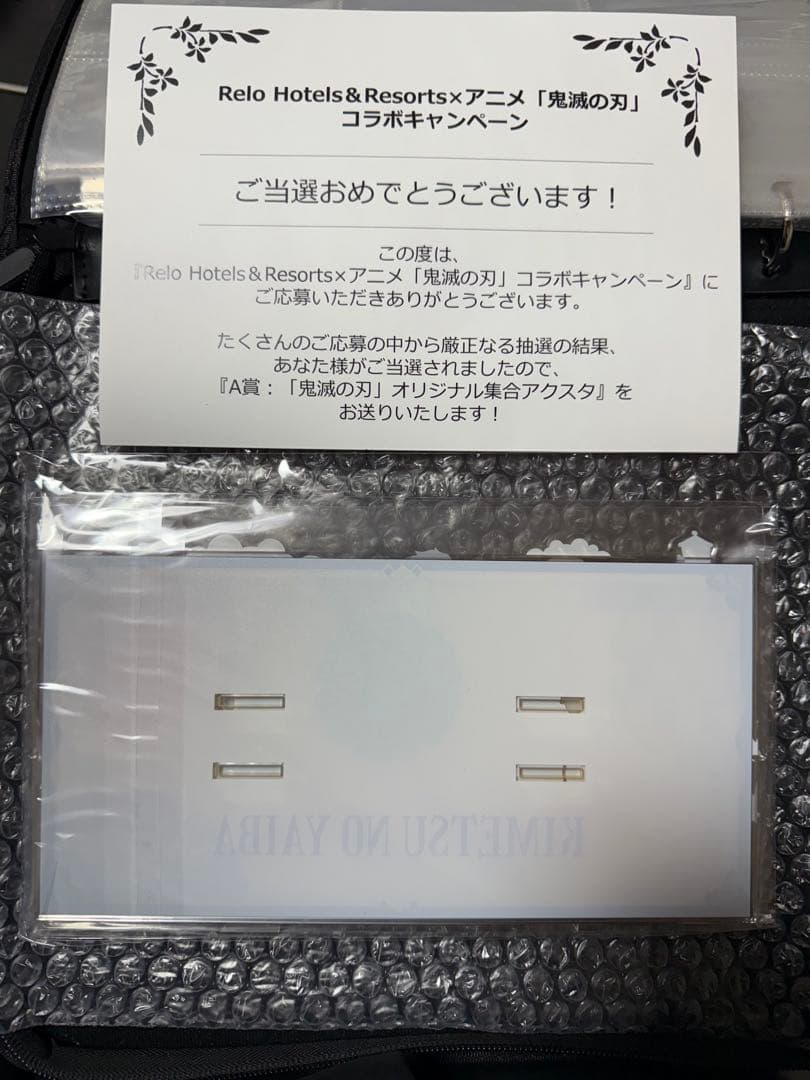 Relo Hotels＆Resorts×アニメ「鬼滅の刃」
コラボキャンペーン
ご当選おめでとうございます！
この度は、
『Relo Hotels＆Resorts×アニメ「鬼滅の刃」コラボキャンペーン』に
ご応募いただきありがとうございます。
たくさんのご応募の中から厳正なる抽選の結果、
あなた様がご当選されましたので、
『A賞：「鬼滅の刃」オリジナル集合アクスタ』を
お送りいたします！
KIMETSU NO YAIBA